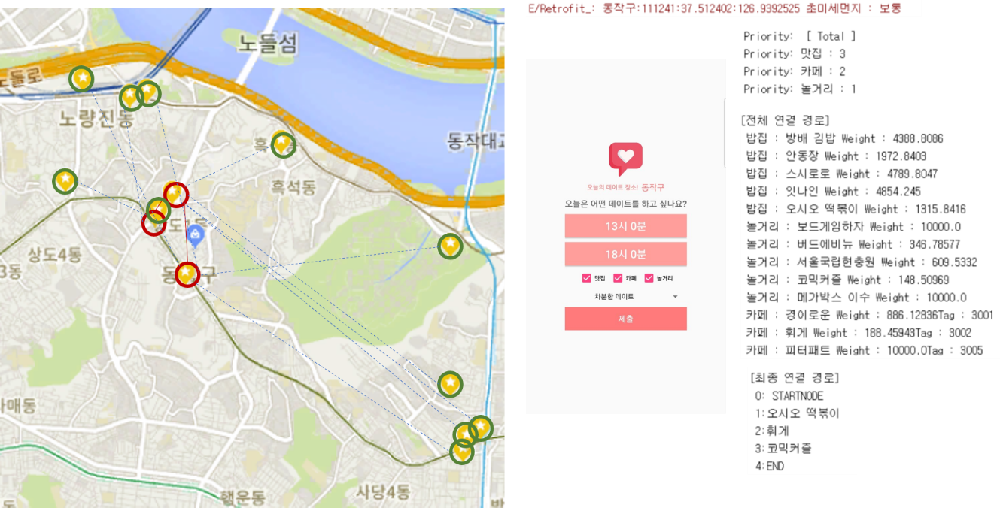 E/Retrofit_: 동작구:111241:37.512402:126.9392525 초미세먼지 : 보통
노들섬
노들로
노량진동
흑석동
동작대교
상도4동
사당4동
행운동
오늘의 데이트 장소! 동작구
오늘은 어떤 데이트를 하고 싶나요?
13시 0분
18시 0분
맛집 카페 놀거리
차분한 데이트
제출
Priority: [ Total ]
Priority: 맛집 : 3
Priority: 카페 : 2
Priority: 놀거리 : 1
[전체 연결 경로]
밥집 : 방배 김밥 Weight : 4388.8086
밥집 : 안동장 Weight : 1972.8403
밥집 : 스시로로 Weight : 4789.8047
밥집 : 잇나인 Weight : 4854.245
밥집 : 오시오 떡볶이 Weight : 1315.8416
놀거리 : 보드게임하자 Weight : 10000.0
놀거리 : 버드에비뉴 Weight : 346.78577
놀거리 : 서울국립현충원 Weight : 609.5332
놀거리 : 코믹커즐 Weight : 148.50969
놀거리 : 메가박스 이수 Weight : 10000.0
카페 : 경이로운 Weight : 886.12836Tag : 3001
카페 : 휘게 Weight : 188.45943Tag : 3002
카페 : 피터패트 Weight : 10000.0Tag : 3005
[최종 연결 경로]
0: STARTNODE
1:오시오 떡볶이
2:휘게
3:코믹커즐
4:END